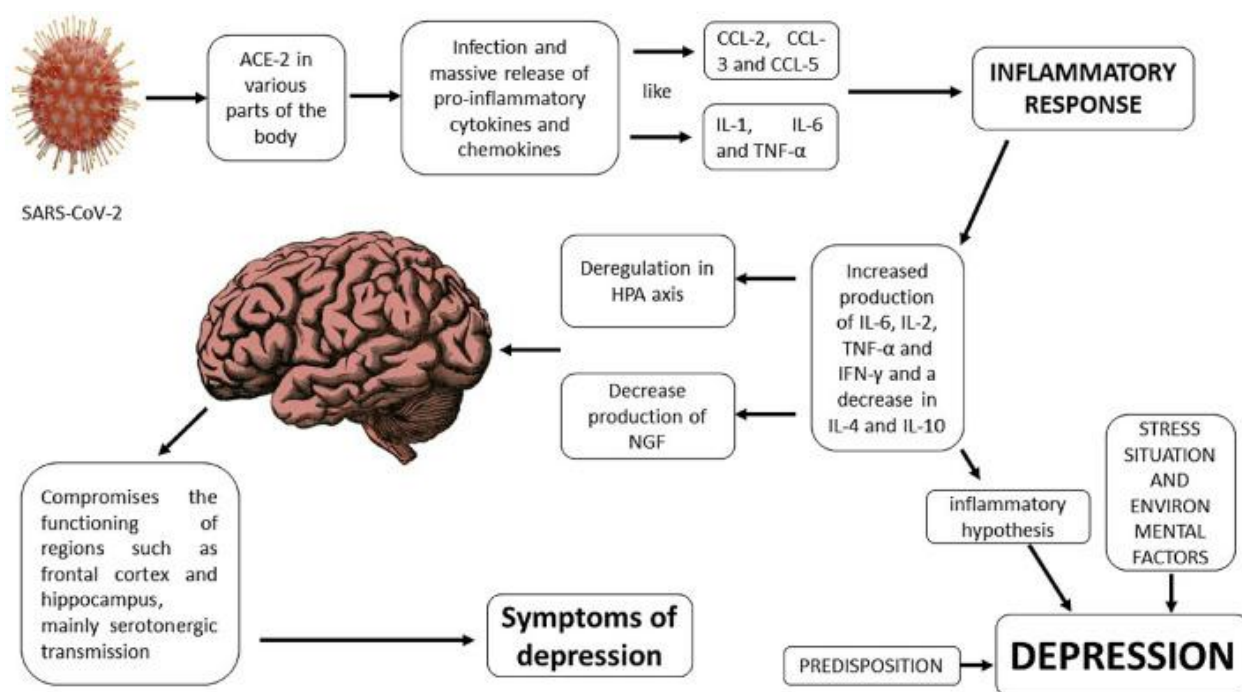 SARS-CoV-2
ACE-2 in
various
parts of the
body
Infection and
massive release of
pro-inflammatory
cytokines and
chemokines
like
CCL-2, CCL-
3 and CCL-5
IL-1, IL-6
and TNF-α
INFLAMMATORY
RESPONSE
Increased
production
of IL-6, IL-2,
TNF-α and
IFN-γ and a
decrease in
IL-4 and IL-10
Deregulation in
HPA axis
Decrease
production of
NGF
Compromises the
functioning of
regions such as
frontal cortex and
hippocampus,
mainly serotonergic
transmission
Symptoms of
depression
inflammatory
hypothesis
STRESS
SITUATION
AND
ENVIRON
MENTAL
FACTORS
PREDISPOSITION
DEPRESSION